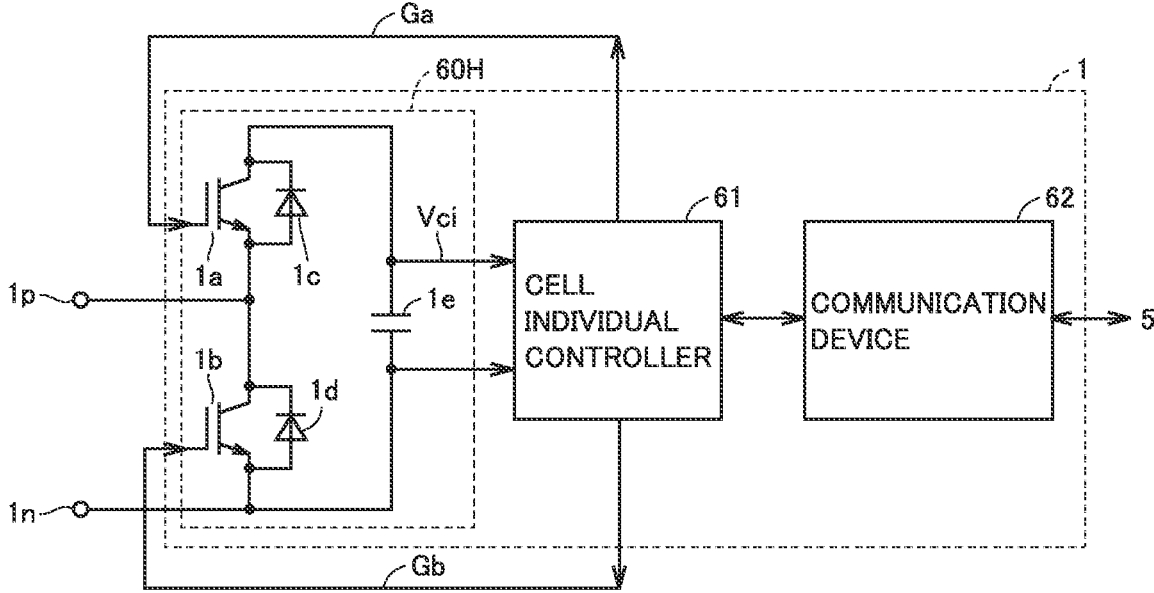 Ga
60H
1
61
62
Vci
1a
1c
1p
1e
CELL
INDIVIDUAL
CONTROLLER
COMMUNICATION
DEVICE
5
1b
1d
1n
Gb